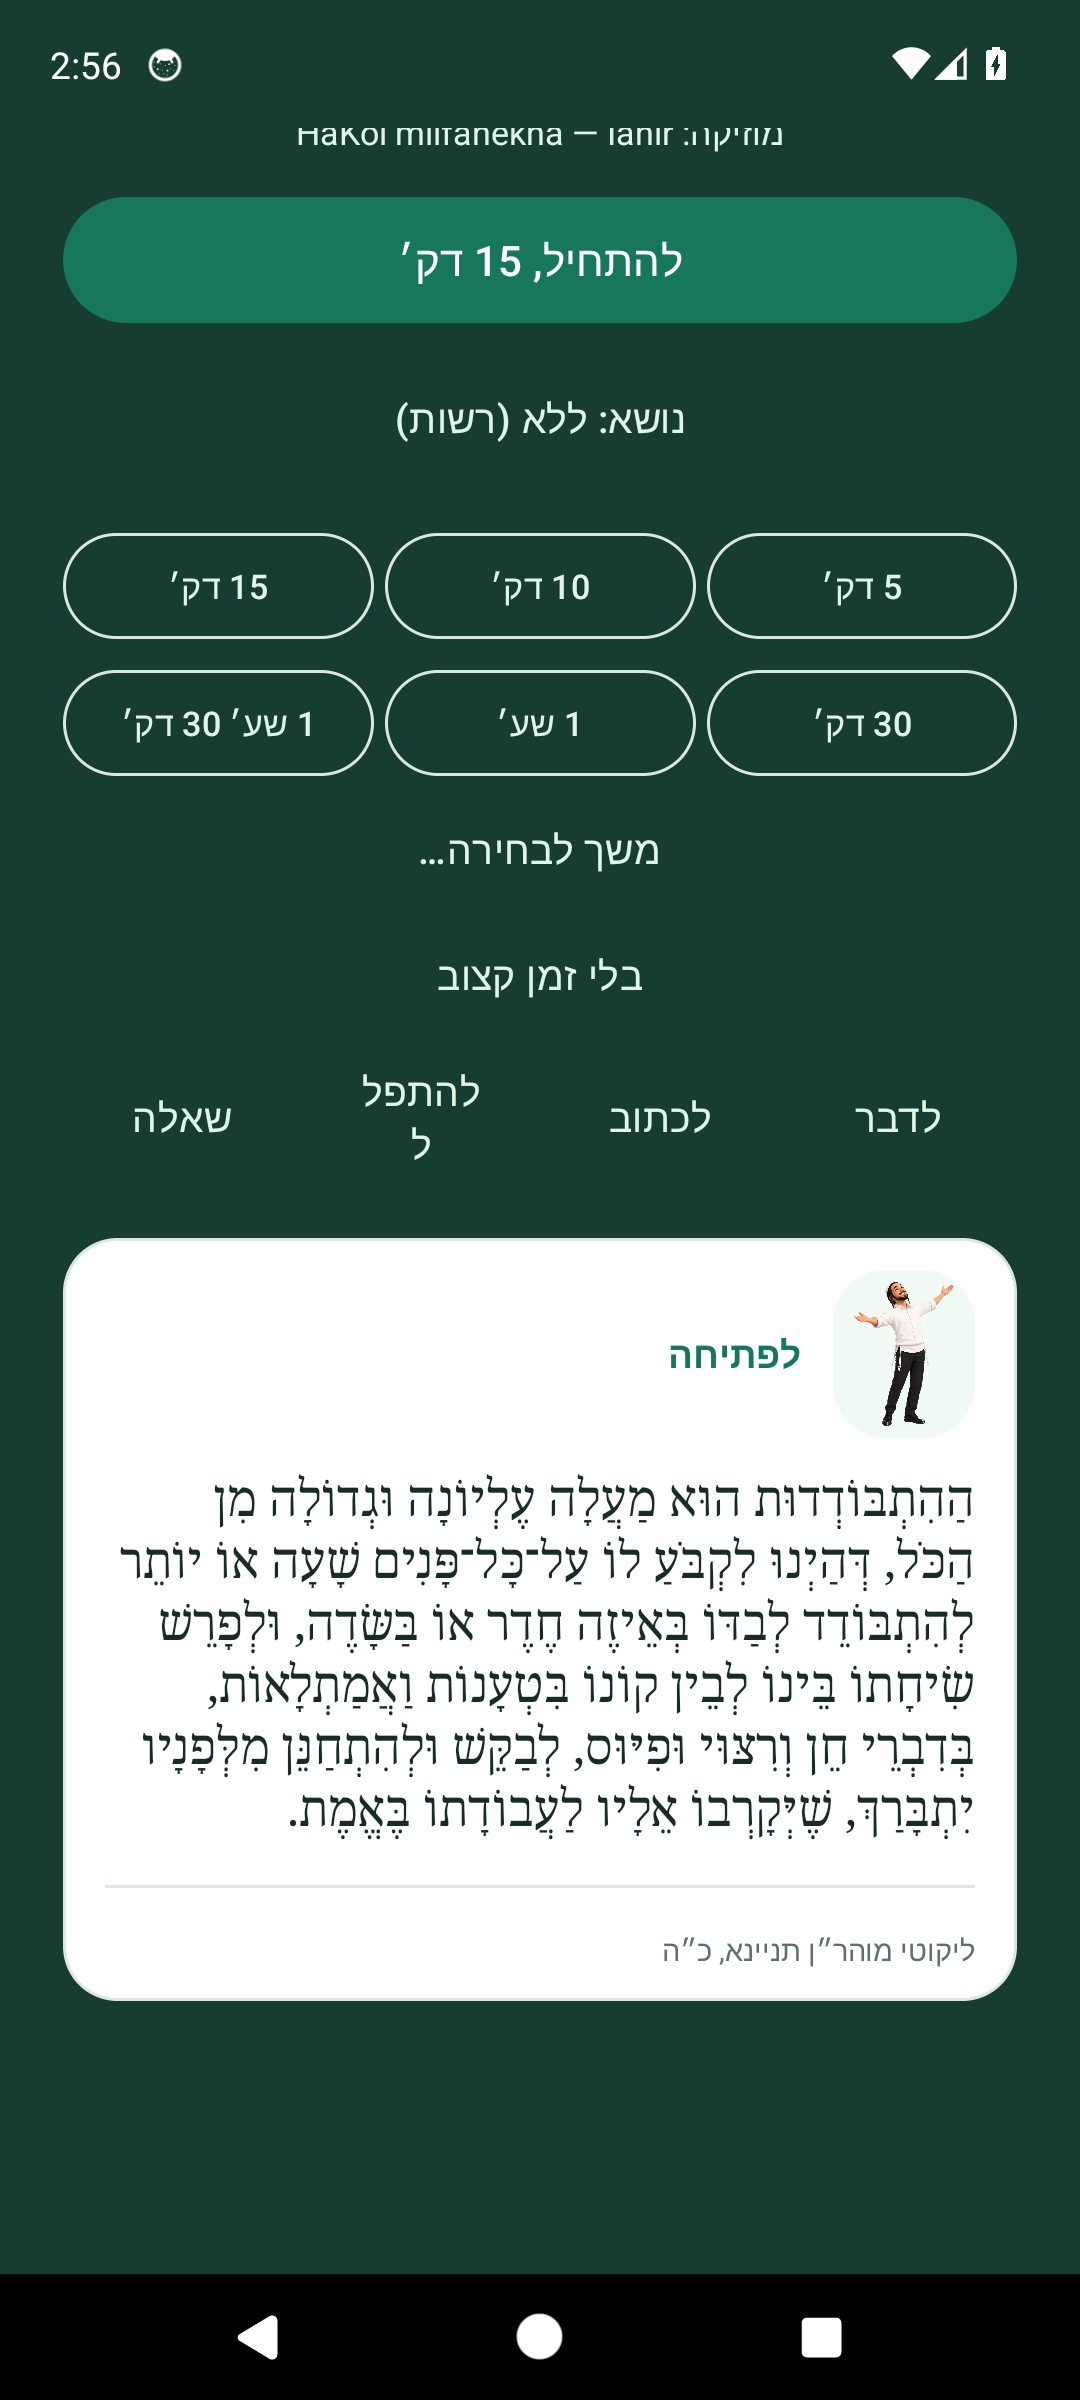 2:56
מוזיקה: HaKol milfanekha — Yahir
להתחיל, 15 דק׳
נושא: ללא (רשות)
5 דק׳
10 דק׳
15 דק׳
30 דק׳
1 שע׳
1 שע׳ 30 דק׳
משך לבחירה...
בלי זמן קצוב
לדבר
לכתוב
להתפל
ל
שאלה
לפתיחה
הַהִתְבּוֹדְדוּת הוּא מַעֲלָה עֶלְיוֹנָה וּגְדוֹלָה מִן
הַכֹּל, דְּהַיְנוּ לִקְבֹּעַ לוֹ עַל־כָּל־פָּנִים שָׁעָה אוֹ יוֹתֵר
לְהִתְבּוֹדֵד לְבַדּוֹ בְּאֵיזֶה חֶדֶר אוֹ בַּשָּׂדֶה, וּלְפָרֵשׁ
שִׂיחָתוֹ בֵּינוֹ לְבֵין קוֹנוֹ בִּטְעָנוֹת וַאֲמַתְלָאוֹת,
בְּדִבְרֵי חֵן וְרִצּוּי וּפִיּוּס, לְבַקֵּשׁ וּלְהִתְחַנֵּן מִלְּפָנָיו
יִתְבָּרַךְ, שֶׁיְּקָרְבוֹ אֵלָיו לַעֲבוֹדָתוֹ בֶּאֱמֶת.
ליקוטי מוהר״ן תניינא, כ״ה